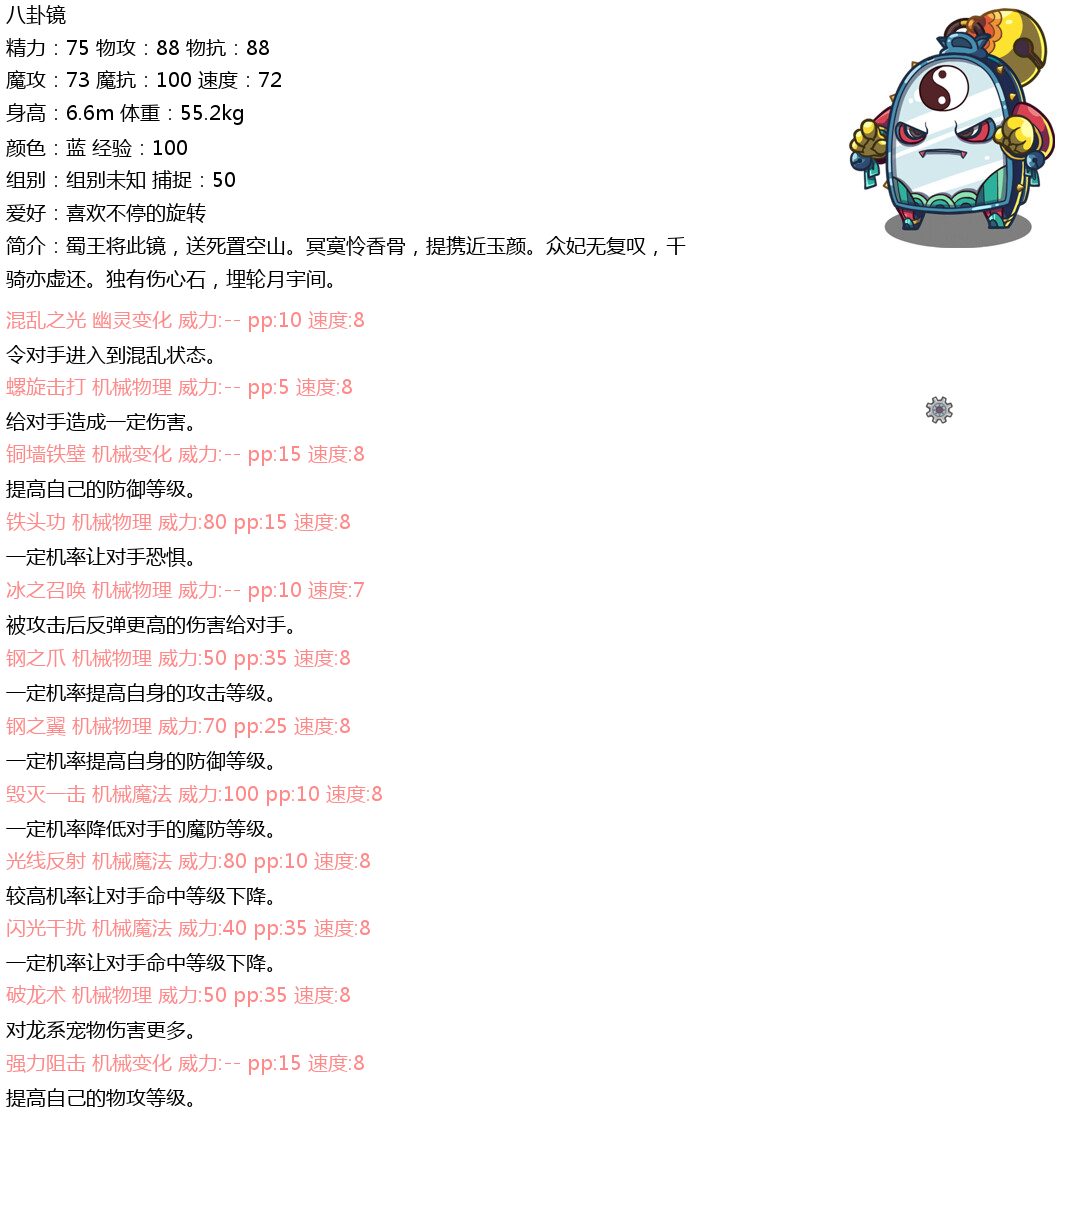 八卦镜
精力：75 物攻：88 物抗：88
魔攻：73 魔抗：100 速度：72
身高：6.6m 体重：55.2kg
颜色：蓝 经验：100
组别：组别未知 捕捉：50
爱好：喜欢不停的旋转
简介：蜀王将此镜，送死置空山。冥寞怜香骨，提携近玉颜。众妃无复叹，千
骑亦虚还。独有伤心石，埋轮月宇间。
混乱之光 幽灵变化 威力:-- pp:10 速度:8
令对手进入到混乱状态。
螺旋击打 机械物理 威力:-- pp:5 速度:8
给对手造成一定伤害。
铜墙铁壁 机械变化 威力:-- pp:15 速度:8
提高自己的防御等级。
铁头功 机械物理 威力:80 pp:15 速度:8
一定机率让对手恐惧。
冰之召唤 机械物理 威力:-- pp:10 速度:7
被攻击后反弹更高的伤害给对手。
钢之爪 机械物理 威力:50 pp:35 速度:8
一定机率提高自身的攻击等级。
钢之翼 机械物理 威力:70 pp:25 速度:8
一定机率提高自身的防御等级。
毁灭一击 机械魔法 威力:100 pp:10 速度:8
一定机率降低对手的魔防等级。
光线反射 机械魔法 威力:80 pp:10 速度:8
较高机率让对手命中等级下降。
闪光干扰 机械魔法 威力:40 pp:35 速度:8
一定机率让对手命中等级下降。
破龙术 机械物理 威力:50 pp:35 速度:8
对龙系宠物伤害更多。
强力阻击 机械变化 威力:-- pp:15 速度:8
提高自己的物攻等级。